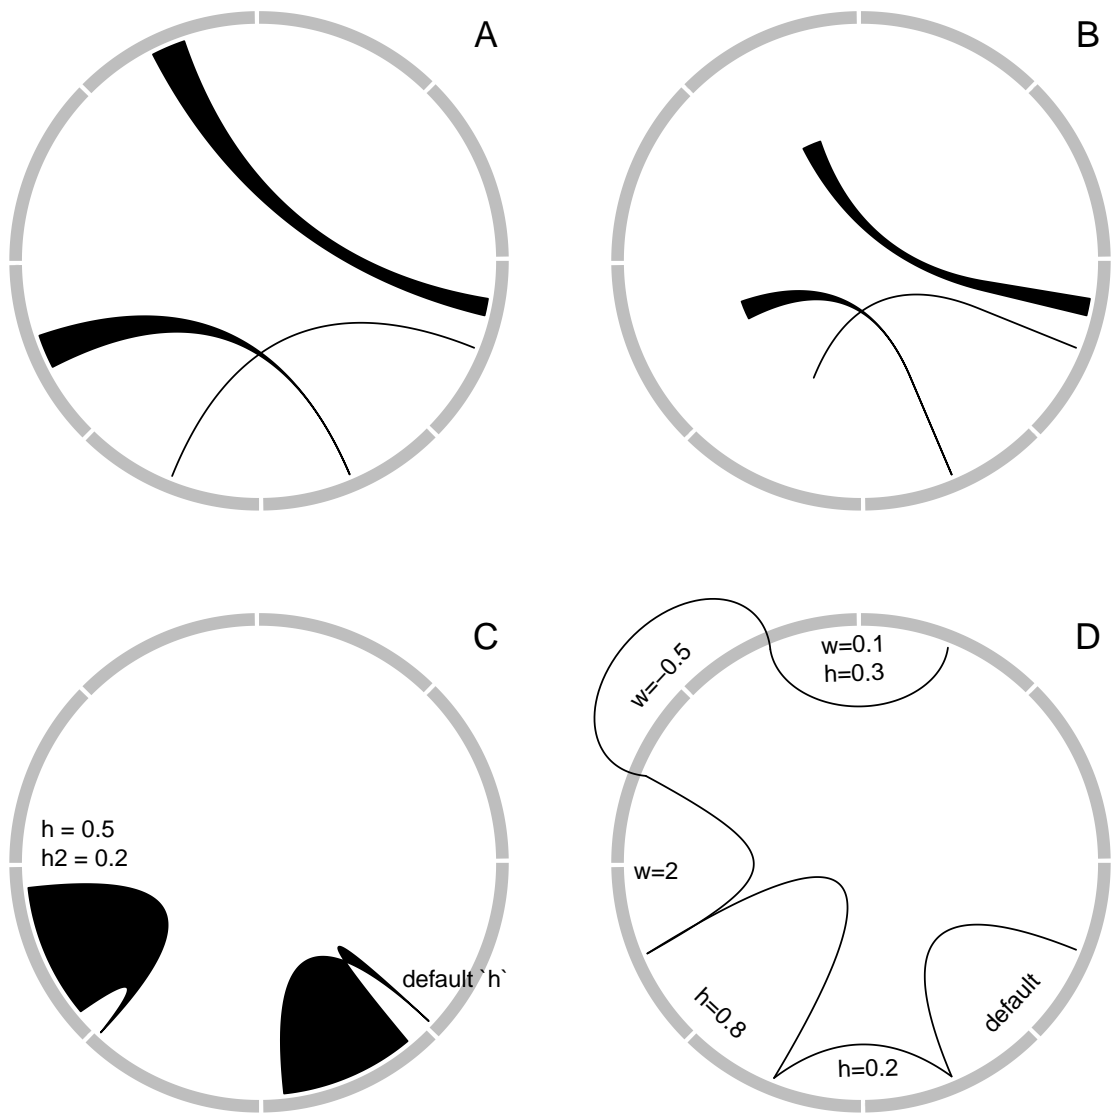 A
B
C
h = 0.5
h2 = 0.2
default `h`
D
w=−0.5
w=0.1
h=0.3
w=2
h=0.8
h=0.2
default